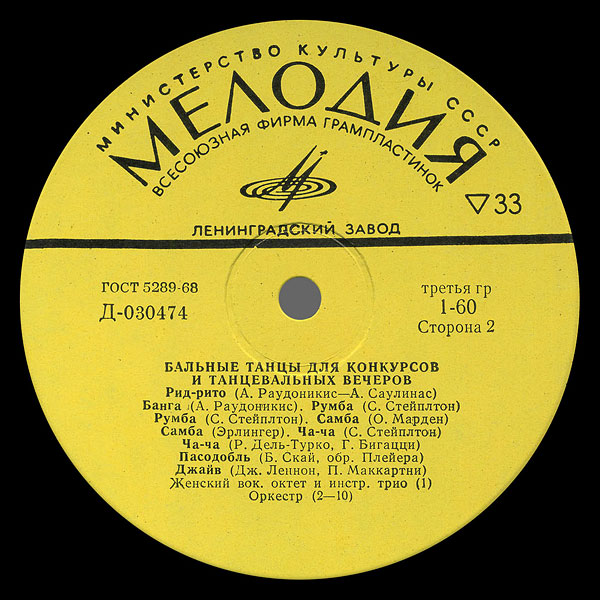 МИНИСТЕРСТВО КУЛЬТУРЫ СССР
МЕЛОДИЯ
ВСЕСОЮЗНАЯ ФИРМА ГРАМПЛАСТИНОК
33
ЛЕНИНГРАДСКИЙ ЗАВОД
ГОСТ 5289-68
третья гр
Д-030474
1-60
Сторона 2
БАЛЬНЫЕ ТАНЦЫ ДЛЯ КОНКУРСОВ
И ТАНЦЕВАЛЬНЫХ ВЕЧЕРОВ
Рид-рито (А. Раудоникис—А. Саулинас)
Банга (А. Раудоникис). Румба (С. Стейплтон)
Румба (С. Стейплтон). Самба (О. Марден)
Самба (Эрлингер). Ча-ча (С. Стейплтон)
Ча-ча (Р. Дель-Турко, Г. Бигацци)
Пасодобль (Б. Скай, обр. Плейера)
Джайв (Дж. Леннон, П. Маккартни)
Женский вок. октет и инстр. трио (1)
Оркестр (2—10)